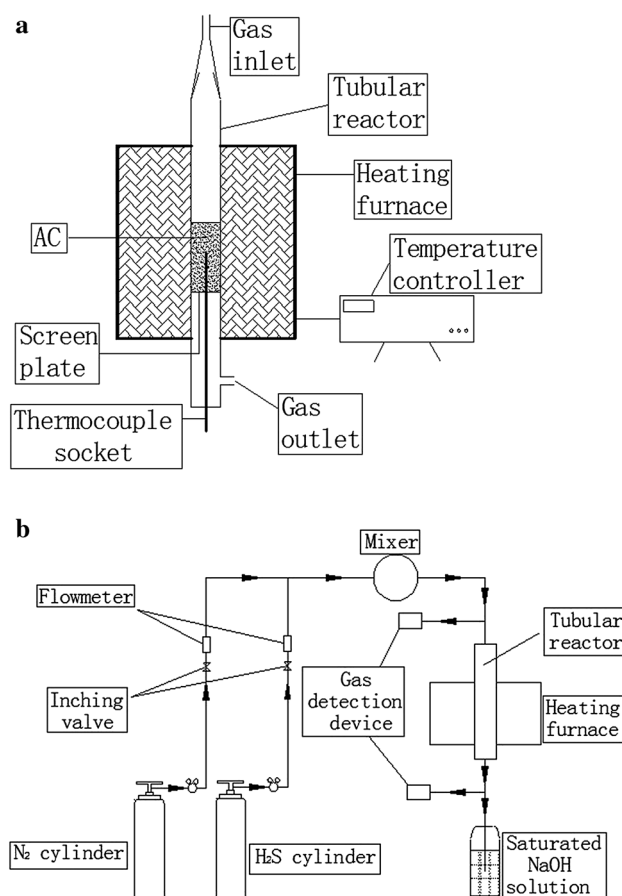 a
Gas
inlet
Tubular
reactor
Heating
furnace
AC
Temperature
controller
Screen
plate
Thermocouple
socket
Gas
outlet
b
Mixer
Flowmeter
Tubular
reactor
Inching
valve
Gas
detection
device
Heating
furnace
N₂ cylinder
H₂S cylinder
Saturated
NaOH
solution